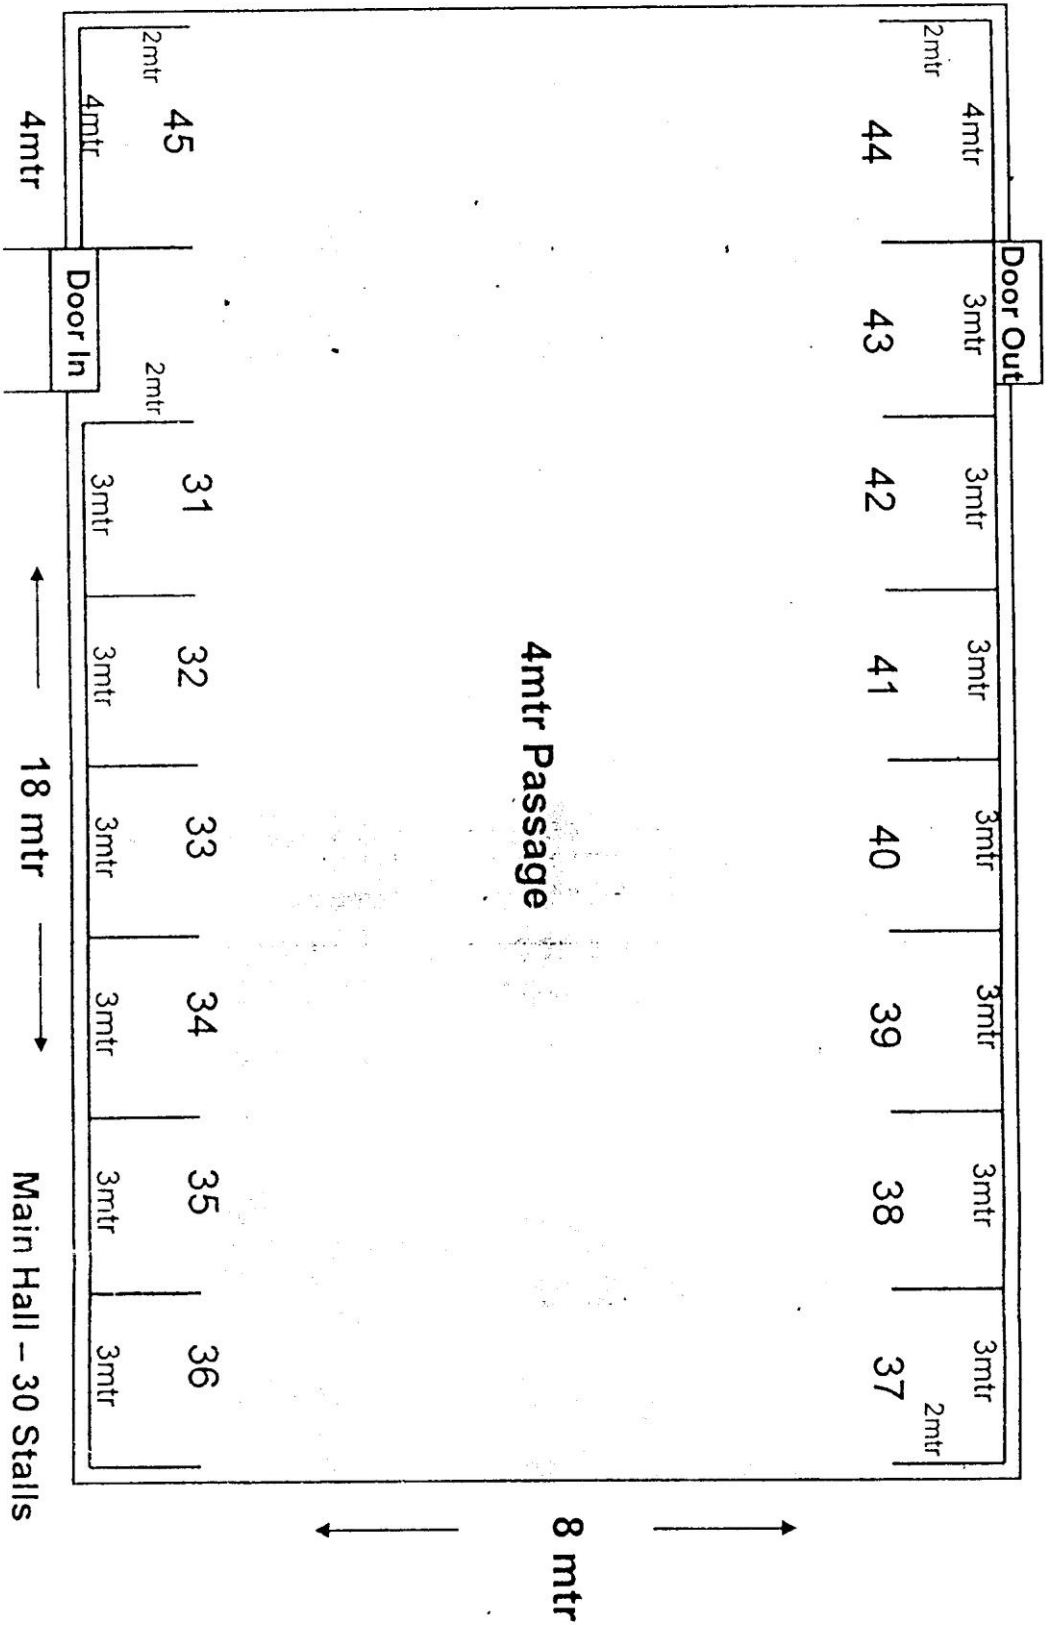 Door Out
4mtr 3mtr 3mtr 3mtr 3mtr 3mtr 3mtr 3mtr
2mtr 2mtr
44 43 42 41 40 39 38 37
4mtr Passage
8 mtr
45 31 32 33 34 35 36
2mtr 2mtr
4mtr 3mtr 3mtr 3mtr 3mtr 3mtr 3mtr
Door In
4mtr 18 mtr Main Hall – 30 Stalls